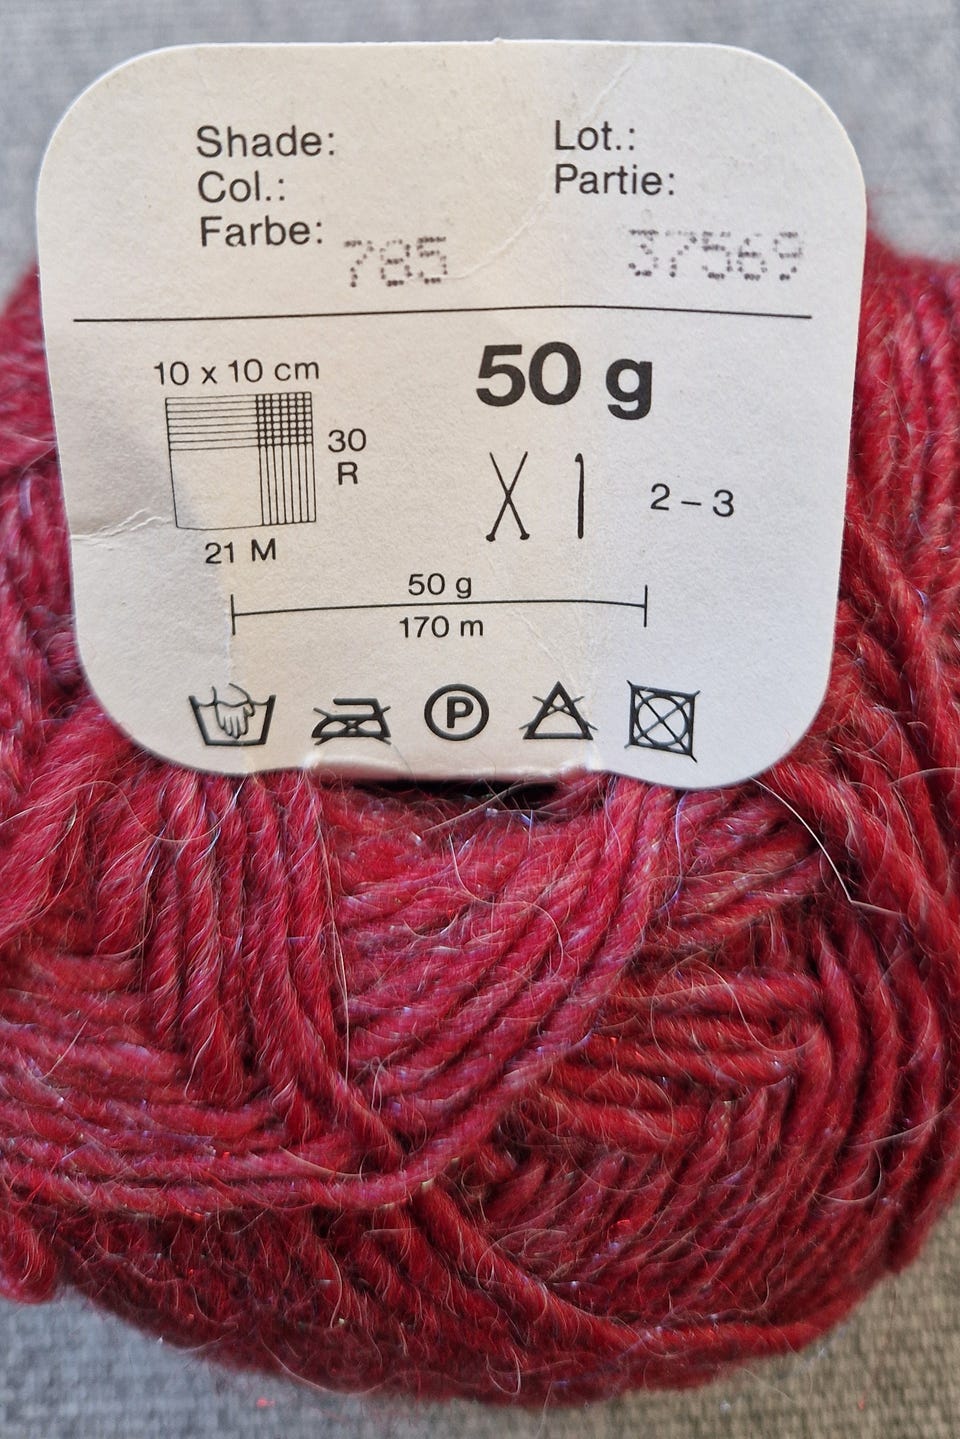 Shade:
Col.:
Farbe: 785
Lot.:
Partie:
37569
10 x 10 cm
30
R
21 M
50 g
2 – 3
50 g
170 m
P